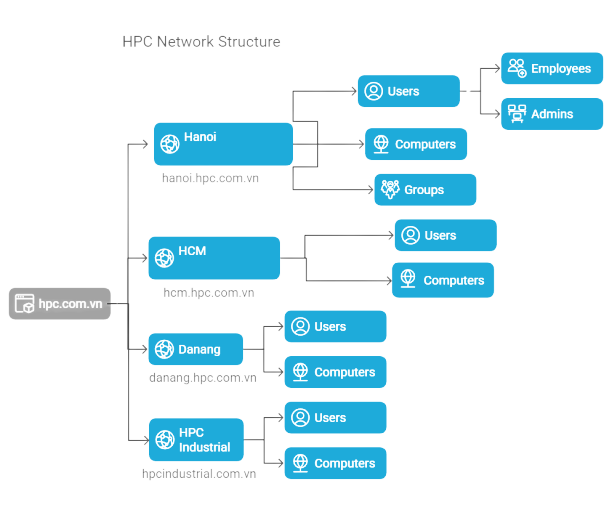 HPC Network Structure
Employees
Users
Admins
Hanoi
Computers
hanoi.hpc.com.vn
Groups
HCM
Users
Computers
hcm.hpc.com.vn
hpc.com.vn
Danang
Users
danang.hpc.com.vn
Computers
HPC
Industrial
Users
hpcindustrial.com.vn
Computers